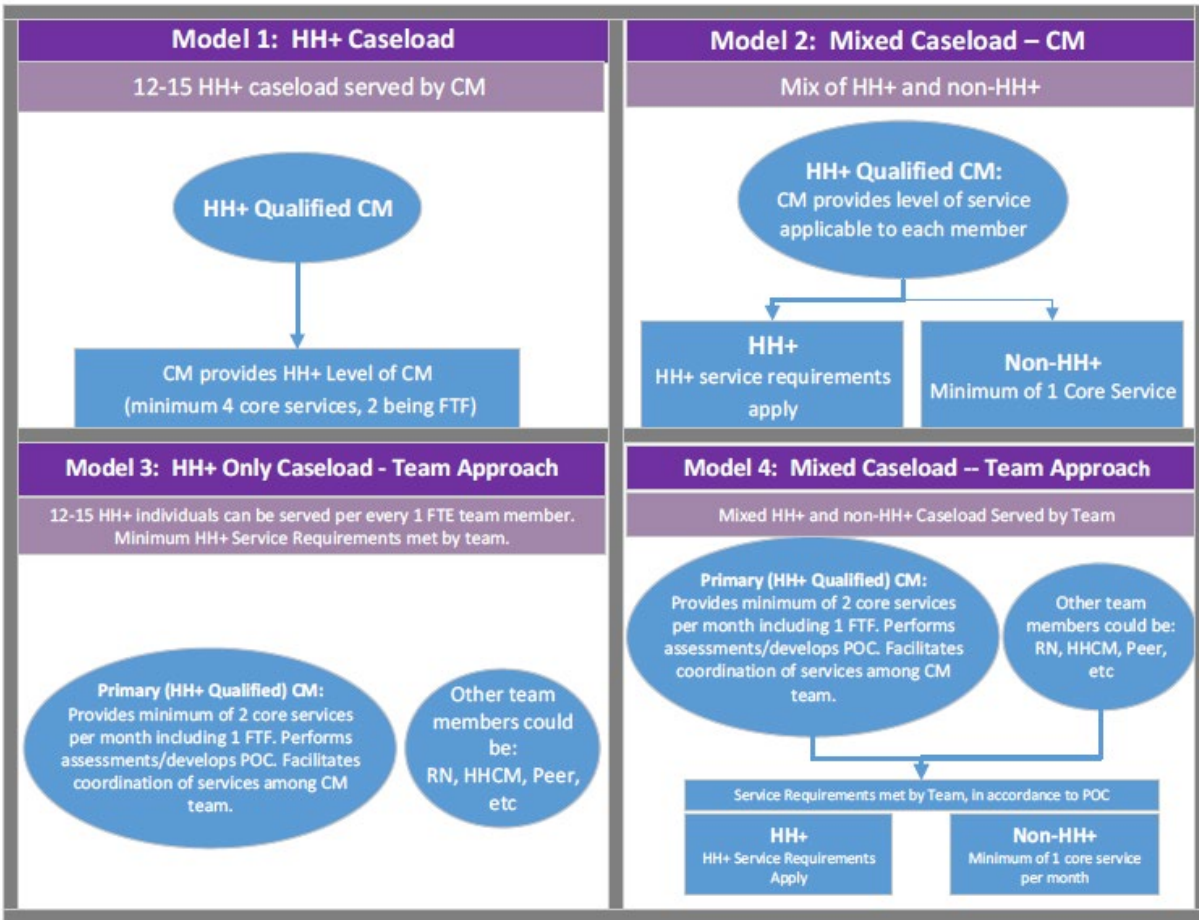 Model 1: HH+ Caseload
12-15 HH+ caseload served by CM
HH+ Qualified CM
CM provides HH+ Level of CM
(minimum 4 core services, 2 being FTF)
Model 2: Mixed Caseload – CM
Mix of HH+ and non-HH+
HH+ Qualified CM:
CM provides level of service
applicable to each member
HH+
HH+ service requirements
apply
Non-HH+
Minimum of 1 Core Service
Model 3: HH+ Only Caseload - Team Approach
12-15 HH+ individuals can be served per every 1 FTE team member.
Minimum HH+ Service Requirements met by team.
Primary (HH+ Qualified) CM:
Provides minimum of 2 core services
per month including 1 FTF. Performs
assessments/develops POC. Facilitates
coordination of services among CM
team.
Other team
members could
be:
RN, HHCM, Peer,
etc
Model 4: Mixed Caseload -- Team Approach
Mixed HH+ and non-HH+ Caseload Served by Team
Primary (HH+ Qualified) CM:
Provides minimum of 2 core services
per month including 1 FTF. Performs
assessments/develops POC. Facilitates
coordination of services among CM
team.
Other team
members could be:
RN, HHCM, Peer,
etc
Service Requirements met by Team, in accordance to POC
HH+
HH+ Service Requirements
Apply
Non-HH+
Minimum of 1 core service
per month